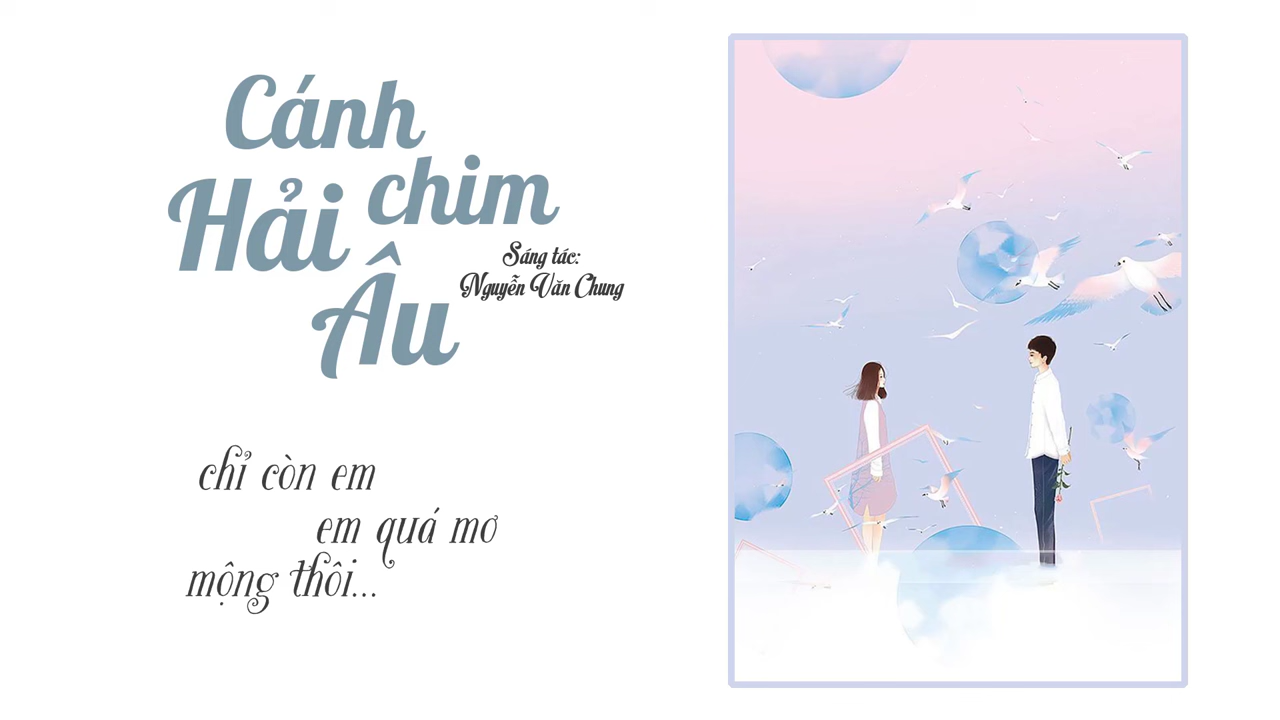 Cánh
chim
Hải
Âu
Sáng tác:
Nguyễn Văn Chung
chỉ còn em
em quá mơ
mộng thôi...